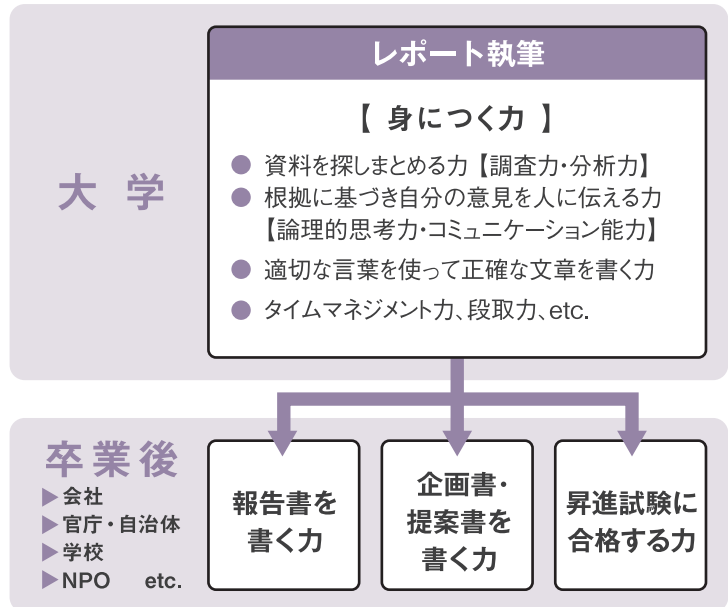 大学
レポート執筆
【 身につく力 】
● 資料を探しまとめる力【調査力・分析力】
● 根拠に基づき自分の意見を人に伝える力
【論理的思考力・コミュニケーション能力】
● 適切な言葉を使って正確な文章を書く力
● タイムマネジメント力、段取力、etc.
卒業後
▶会社
▶官庁・自治体
▶学校
▶NPO etc.
報告書を
書く力
企画書・
提案書を
書く力
昇進試験に
合格する力